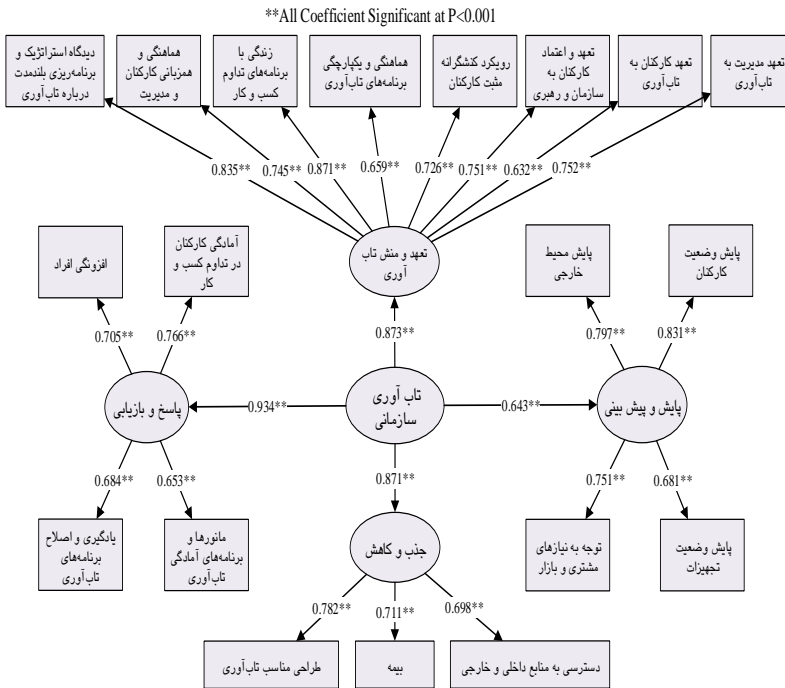 **All Coefficient Significant at P<0.001
تعهد مدیریت به
تاب‌آوری
تعهد کارکنان به
تاب‌آوری
تعهد و اعتماد
کارکنان به
سازمان و رهبری
رویکرد کنشگرانه
مثبت کارکنان
هماهنگی و یکپارچگی
برنامه‌های تاب‌آوری
زندگی با
برنامه‌های تداوم
کسب و کار
هماهنگی و
همزبانی کارکنان
و مدیریت
دیدگاه استراتژیک و
برنامه‌ریزی بلندمدت
درباره تاب‌آوری
0.835**
0.745**
0.871**
0.659**
0.726**
0.751**
0.632**
0.752**
تعهد و منش تاب
آوری
0.873**
پایش وضعیت
کارکنان
پایش محیط
خارجی
0.797**
0.831**
پایش و پیش بینی
0.751**
0.681**
توجه به نیازهای
مشتری و بازار
پایش وضعیت
تجهیزات
0.643**
تاب آوری
سازمانی
0.934**
آمادگی کارکنان
در تداوم کسب و
کار
افزونگی افراد
0.705**
0.766**
پاسخ و بازیابی
0.684**
0.653**
مانورها و
برنامه‌های آمادگی
تاب‌آوری
یادگیری و اصلاح
برنامه‌های
تاب‌آوری
0.871**
جذب و کاهش
0.782**
0.711**
0.698**
دسترسی به منابع داخلی و خارجی
بیمه
طراحی مناسب تاب‌آوری